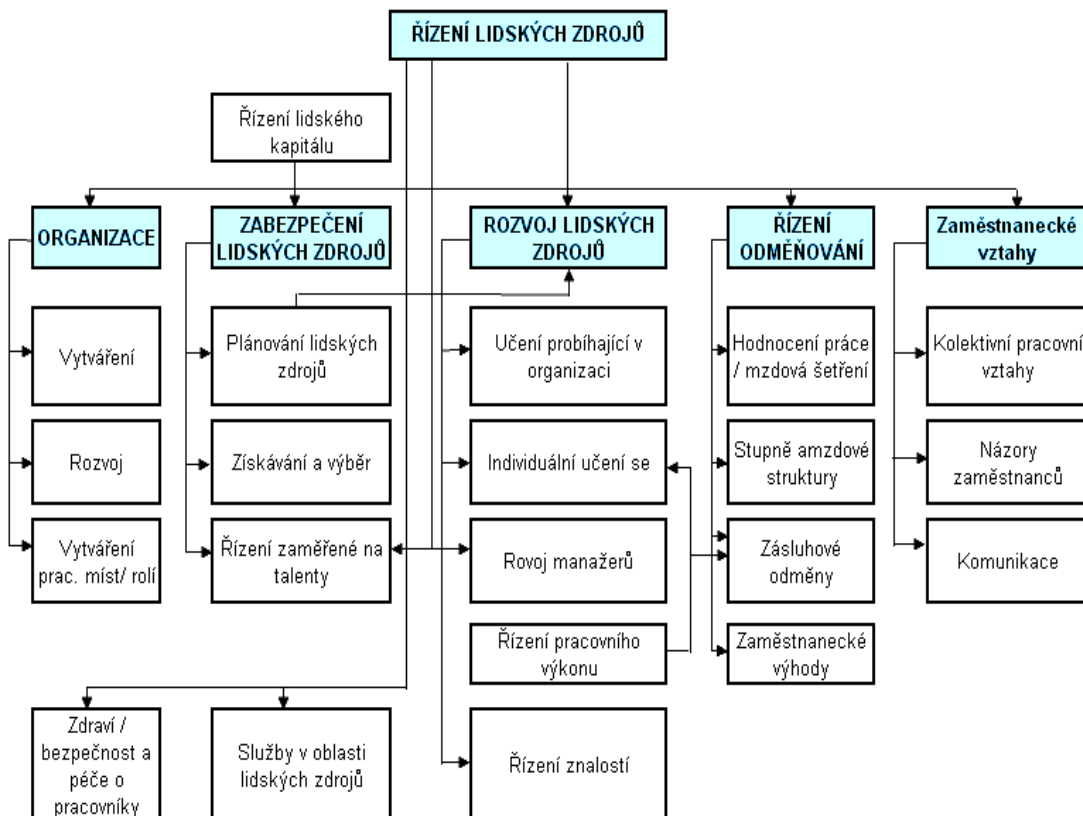 ŘÍZENÍ LIDSKÝCH ZDROJŮ
Řízení lidského
kapitálu
ORGANIZACE
ZABEZPEČENÍ
LIDSKÝCH ZDROJŮ
ROZVOJ LIDSKÝCH
ZDROJŮ
ŘÍZENÍ
ODMĚŇOVÁNÍ
Zaměstnanecké
vztahy
Vytváření
Plánování lidských
zdrojů
Učení probíhající v
organizaci
Hodnocení práce
/ mzdová šetření
Kolektivní pracovní
vztahy
Rozvoj
Získávání a výběr
Individuální učení se
Stupně amzdové
struktury
Názory
zaměstnanců
Vytváření
prac. míst/ rolí
Řízení zaměřené na
talenty
Rovoj manažerů
Zásluhové
odměny
Komunikace
Řízení pracovního
výkonu
Zaměstnanecké
výhody
Zdraví /
bezpečnost a
péče o
pracovníky
Služby v oblasti
lidských zdrojů
Řízení znalostí